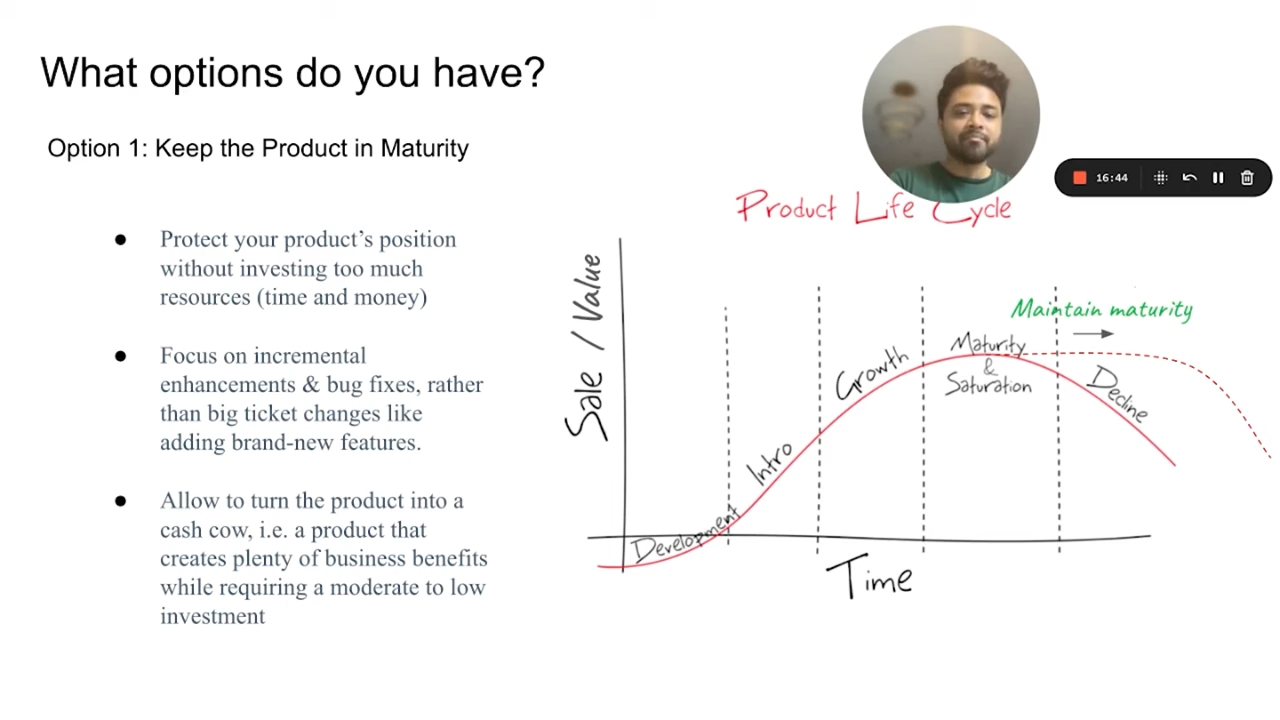 What options do you have?
Option 1: Keep the Product in Maturity
● Protect your product’s position
without investing too much
resources (time and money)
● Focus on incremental
enhancements & bug fixes, rather
than big ticket changes like
adding brand-new features.
● Allow to turn the product into a
cash cow, i.e. a product that
creates plenty of business benefits
while requiring a moderate to low
investment
16:44
Product Life Cycle
Sale / Value
Maintain maturity
Development
Intro
Growth
Maturity
&
Saturation
Decline
Time